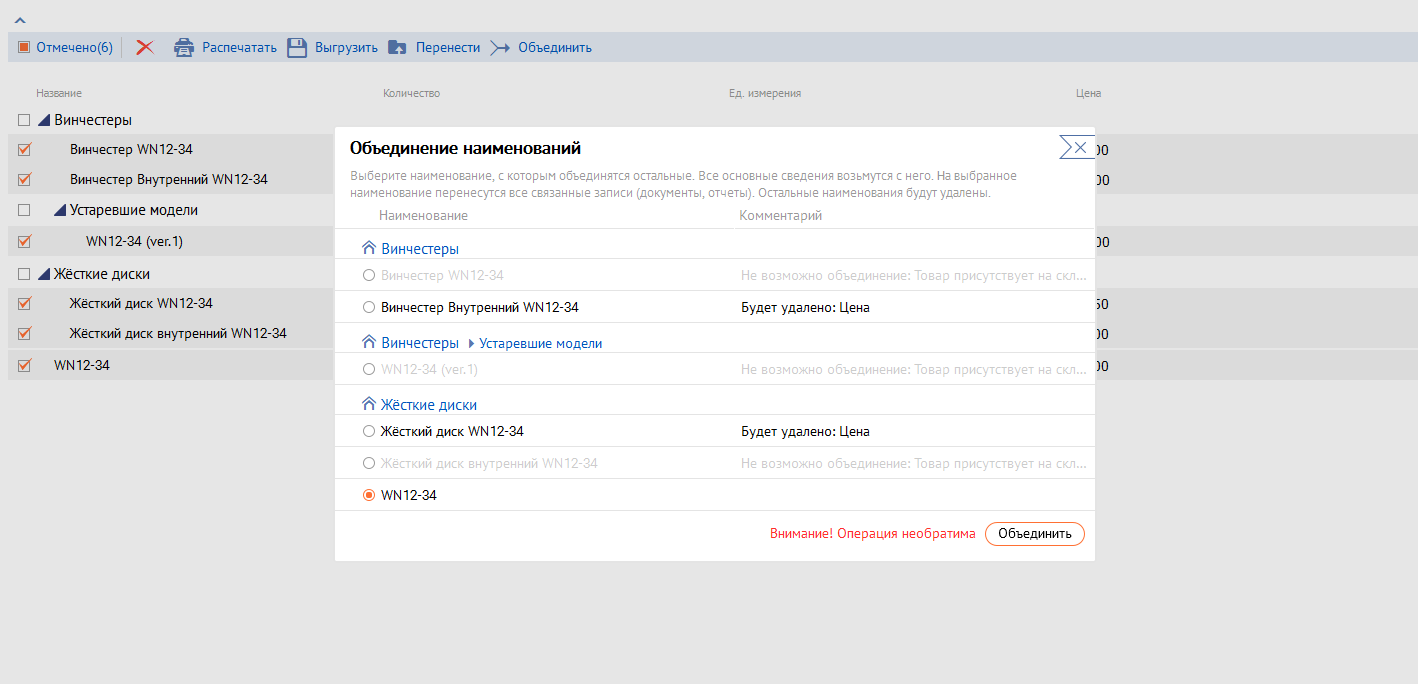 Отмечено(6) Распечатать Выгрузить Перенести Объединить
Название Количество Ед. измерения Цена
Винчестеры
Винчестер WN12-34
Винчестер Внутренний WN12-34
Устаревшие модели
WN12-34 (ver.1)
Жёсткие диски
Жёсткий диск WN12-34
Жёсткий диск внутренний WN12-34
WN12-34
Объединение наименований
Выберите наименование, с которым объединятся остальные. Все основные сведения возьмутся с него. На выбранное
наименование перенесутся все связанные записи (документы, отчеты). Остальные наименования будут удалены.
Наименование Комментарий
Винчестеры
Винчестер WN12-34 Не возможно объединение: Товар присутствует на скл...
Винчестер Внутренний WN12-34 Будет удалено: Цена
Винчестеры Устаревшие модели
WN12-34 (ver.1) Не возможно объединение: Товар присутствует на скл...
Жёсткие диски
Жёсткий диск WN12-34 Будет удалено: Цена
Жёсткий диск внутренний WN12-34 Не возможно объединение: Товар присутствует на скл...
WN12-34
Внимание! Операция необратима Объединить
00
00
00
50
00
00